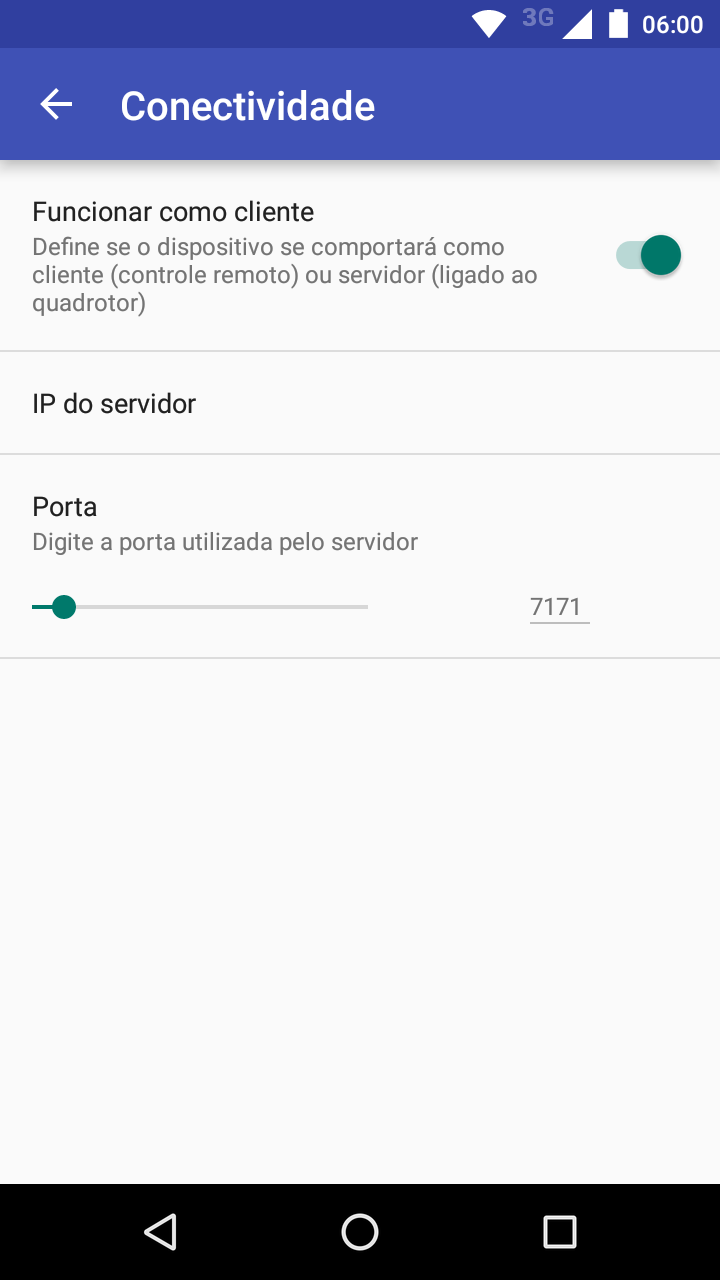 3G 06:00
Conectividade
Funcionar como cliente
Define se o dispositivo se comportará como
cliente (controle remoto) ou servidor (ligado ao
quadrotor)
IP do servidor
Porta
Digite a porta utilizada pelo servidor
7171